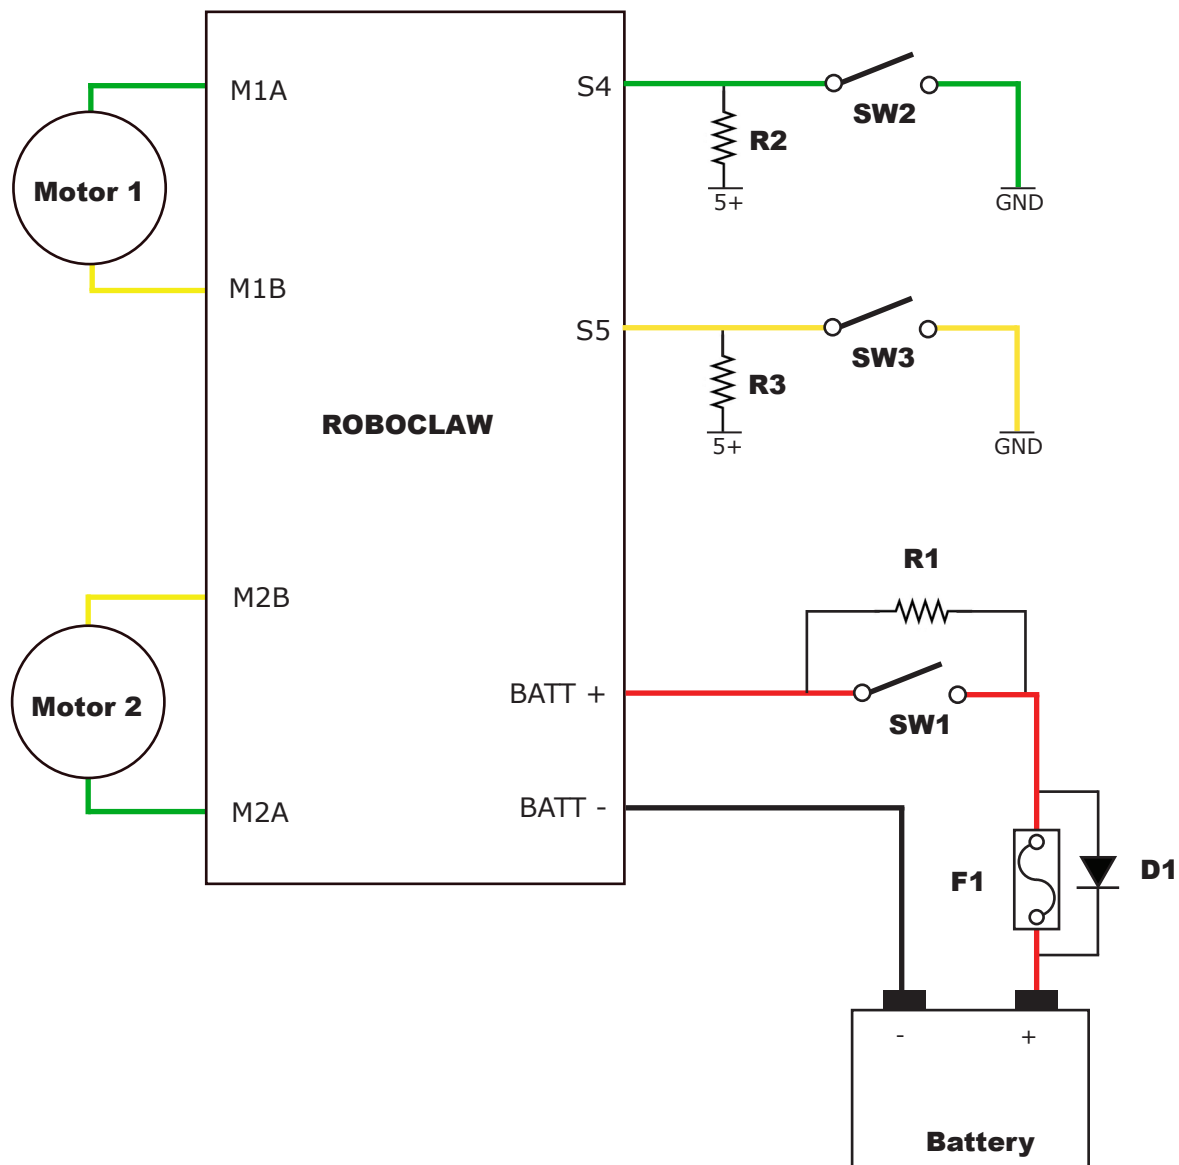 M1A
S4
SW2
R2
Motor 1
5+
GND
M1B
S5
SW3
R3
ROBOCLAW
5+
GND
R1
M2B
BATT +
Motor 2
SW1
M2A
BATT -
F1
D1
-
+
Battery